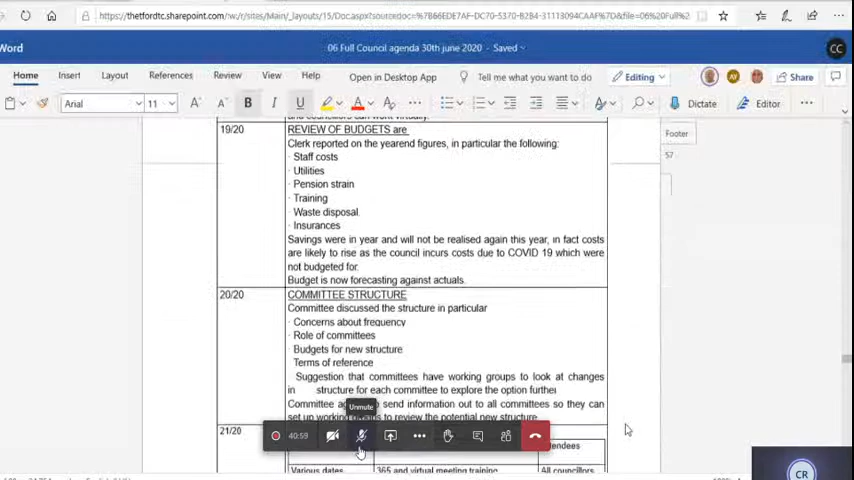 https://thetfordtc.sharepoint.com/:w:/r/sites/Main/_layouts/15/Doc.aspx?sourcedoc=%7B66EDE7AF-DC70-5370-B2B4-31113094CAAF%7D&file=06%20Full%2
Word
06 Full Council agenda 30th june 2020 - Saved
CC
Home Insert Layout References Review View Help Open in Desktop App Tell me what you want to do Editing AY Share
Arial 11 A A B I U A Dictate Editor
and councillors can work virtually.
Footer
57
19/20 REVIEW OF BUDGETS are
Clerk reported on the yearend figures, in particular the following:
· Staff costs
· Utilities
· Pension strain
· Training
· Waste disposal.
· Insurances
Savings were in year and will not be realised again this year, in fact costs
are likely to rise as the council incurs costs due to COVID 19 which were
not budgeted for.
Budget is now forecasting against actuals.
20/20 COMMITTEE STRUCTURE
Committee discussed the structure in particular
· Concerns about frequency
· Role of committees
· Budgets for new structure
Terms of reference
Suggestion that committees have working groups to look at changes
in structure for each committee to explore the option further
Committee send information out to all committees so they can
set up working groups to review the potential new structure.
Unmute
40:59
21/20
Various dates 365 and virtual meeting training All councillors
CR